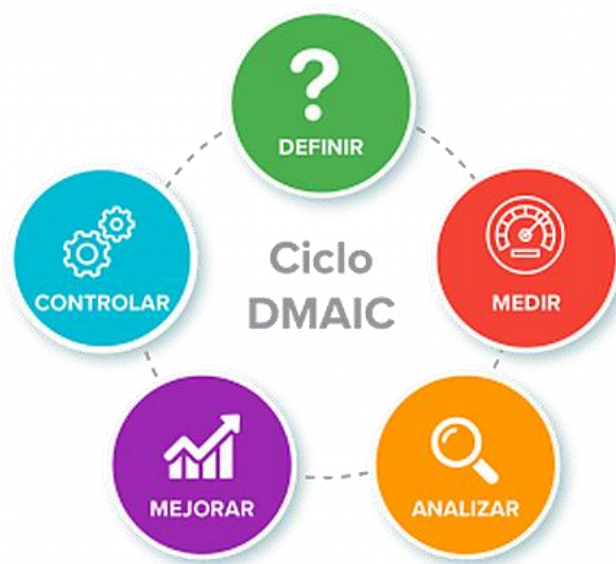 DEFINIR
Ciclo
DMAIC
MEDIR
CONTROLAR
ANALIZAR
MEJORAR